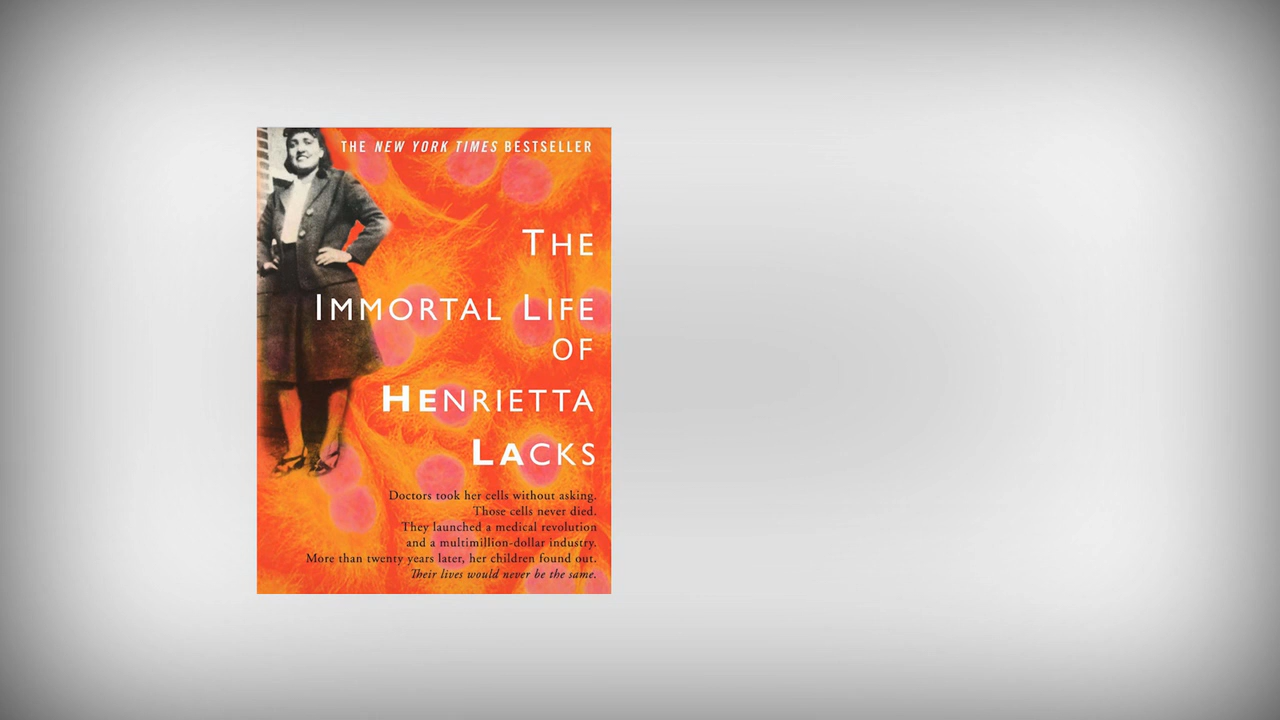 THE NEW YORK TIMES BESTSELLER
THE
IMMORTAL LIFE
OF
HENRIETTA
LACKS
Doctors took her cells without asking.
Those cells never died.
They launched a medical revolution
and a multimillion-dollar industry.
More than twenty years later, her children found out.
Their lives would never be the same.